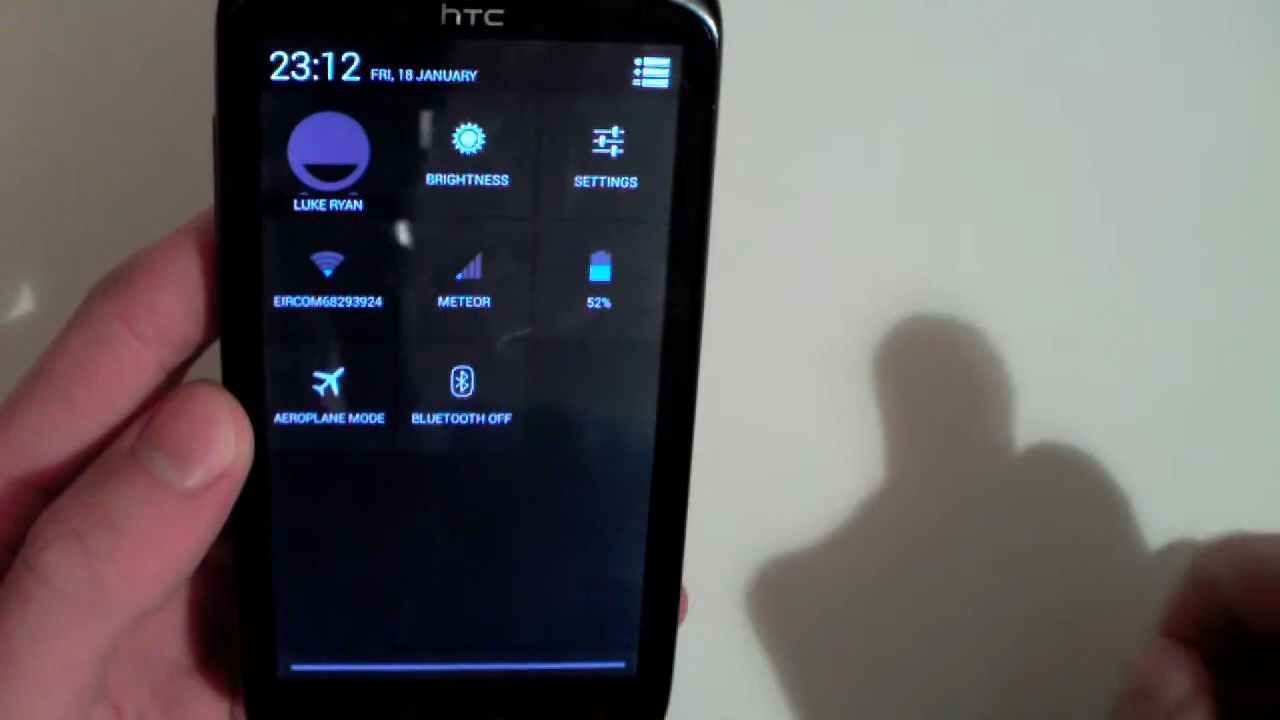 hTC
23:12 FRI, 18 JANUARY
LUKE RYAN
BRIGHTNESS
SETTINGS
EIRCOM68293924
METEOR
52%
AEROPLANE MODE
BLUETOOTH OFF